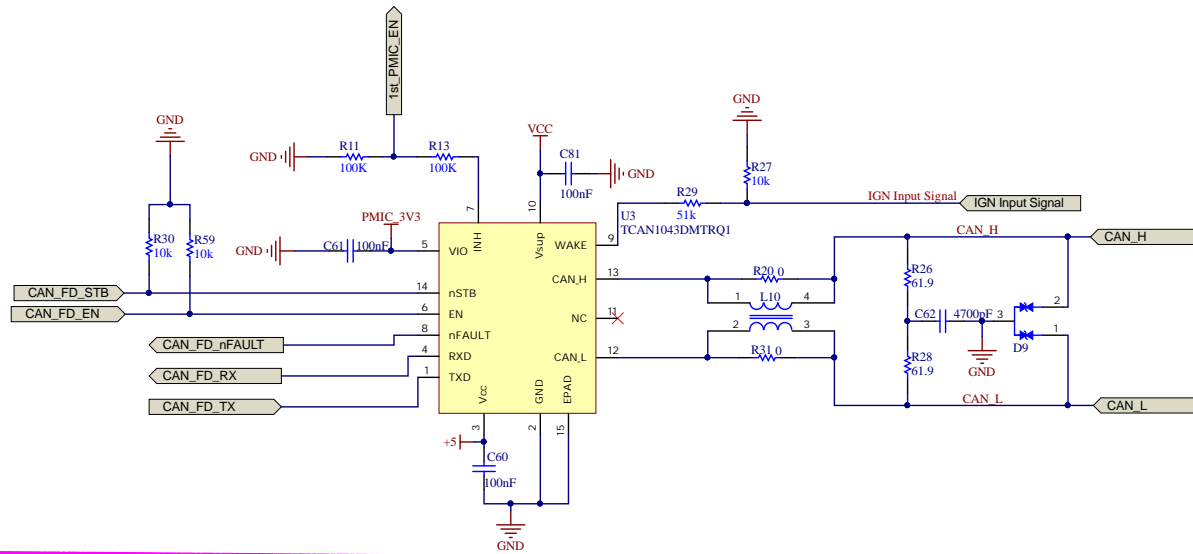 1st_PMIC_EN
GND
R11
100K
R13
100K
GND
VCC
C81
100nF
GND
GND
R27
10k
R29
51k
IGN Input Signal
IGN Input Signal
U3
TCAN1043DMTRQ1
PMIC_3V3
GND
C61
100nF
R30
10k
R59
10k
7
INH
10
Vsup
5
VIO
WAKE
9
CAN_H
CAN_H
CAN_FD_STB
14
nSTB
CAN_H
13
R20 0
R26
61.9
CAN_FD_EN
6
EN
1
L10
4
NC
11
C62
4700pF
3
2
8
nFAULT
2
3
1
D9
CAN_FD_nFAULT
4
RXD
CAN_L
12
R31 0
R28
61.9
GND
CAN_FD_RX
1
TXD
CAN_FD_TX
Vcc
GND
EPAD
CAN_L
CAN_L
3
2
15
+5
C60
100nF
GND